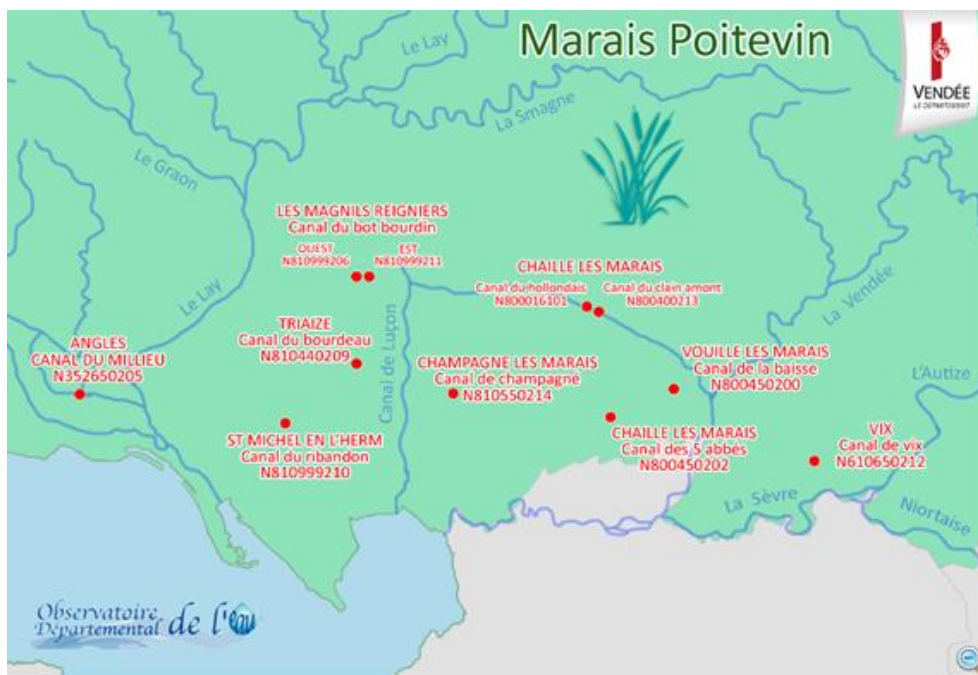 Marais Poitevin
VENDÉE
LE DÉPARTEMENT
Le Lay
La Smagne
Le Graon
LES MAGNILS REIGNIERS
Canal du bot bourdin
OUEST
N810999206
EST
N810999211
CHAILLE LES MARAIS
Canal du hollondais
N800016101
Canal du clain amont
N800400213
La Vendée
Le Lay
TRIAIZE
Canal du bourdeau
N810440209
Canal de Luçon
ANGLES
CANAL DU MILLIEU
N352650205
CHAMPAGNE LES MARAIS
Canal de champagné
N810550214
VOUILLE LES MARAIS
Canal de la baisse
N800450200
L'Autize
ST MICHEL EN L'HERM
Canal du ribandon
N810999210
CHAILLE LES MARAIS
Canal des 5 abbés
N800450202
VIX
Canal de vix
N610650212
La Sèvre
Niortaise
Observatoire
Départemental
de l'eau